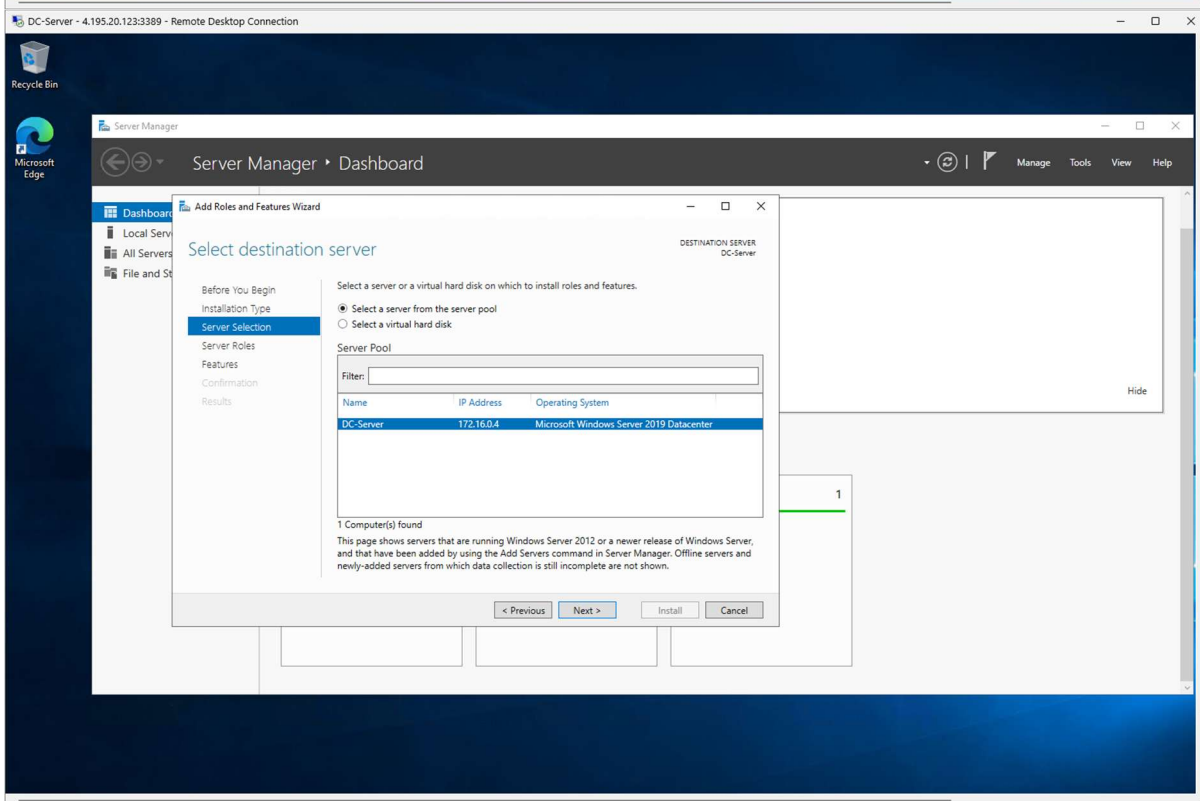 DC-Server - 4.195.20.123:3389 - Remote Desktop Connection
Recycle Bin
Microsoft
Edge
Server Manager
Server Manager ‣ Dashboard
Manage Tools View Help
Dashboard
Local Serv
All Servers
File and St
Add Roles and Features Wizard
Select destination server
DESTINATION SERVER
DC-Server
Before You Begin
Installation Type
Server Selection
Server Roles
Features
Confirmation
Results
Select a server or a virtual hard disk on which to install roles and features.
Select a server from the server pool
Select a virtual hard disk
Server Pool
Filter:
Name IP Address Operating System
DC-Server 172.16.0.4 Microsoft Windows Server 2019 Datacenter
1 Computer(s) found
This page shows servers that are running Windows Server 2012 or a newer release of Windows Server,
and that have been added by using the Add Servers command in Server Manager. Offline servers and
newly-added servers from which data collection is still incomplete are not shown.
< Previous Next > Install Cancel
Hide
1